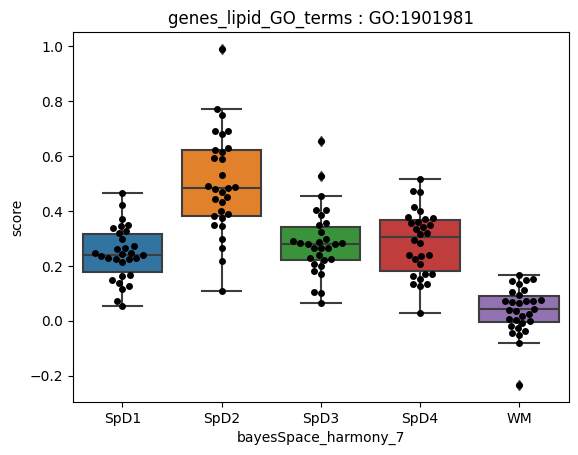 genes_lipid_GO_terms : GO:1901981
1.0
0.8
0.6
0.4
0.2
0.0
−0.2
score
SpD1 SpD2 SpD3 SpD4 WM
bayesSpace_harmony_7